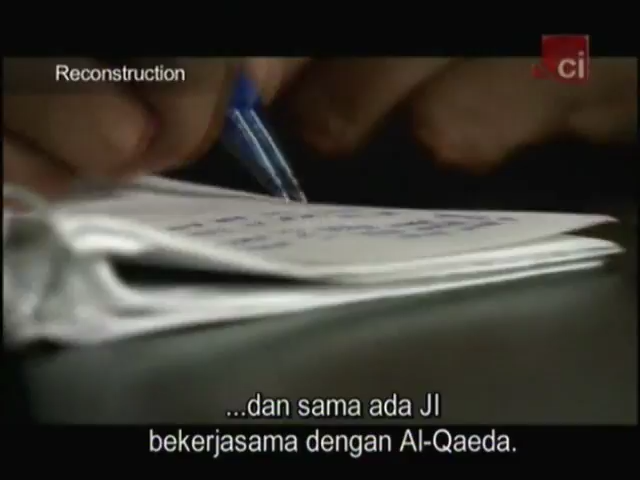 Reconstruction
ci
...dan sama ada JI
bekerjasama dengan Al-Qaeda.